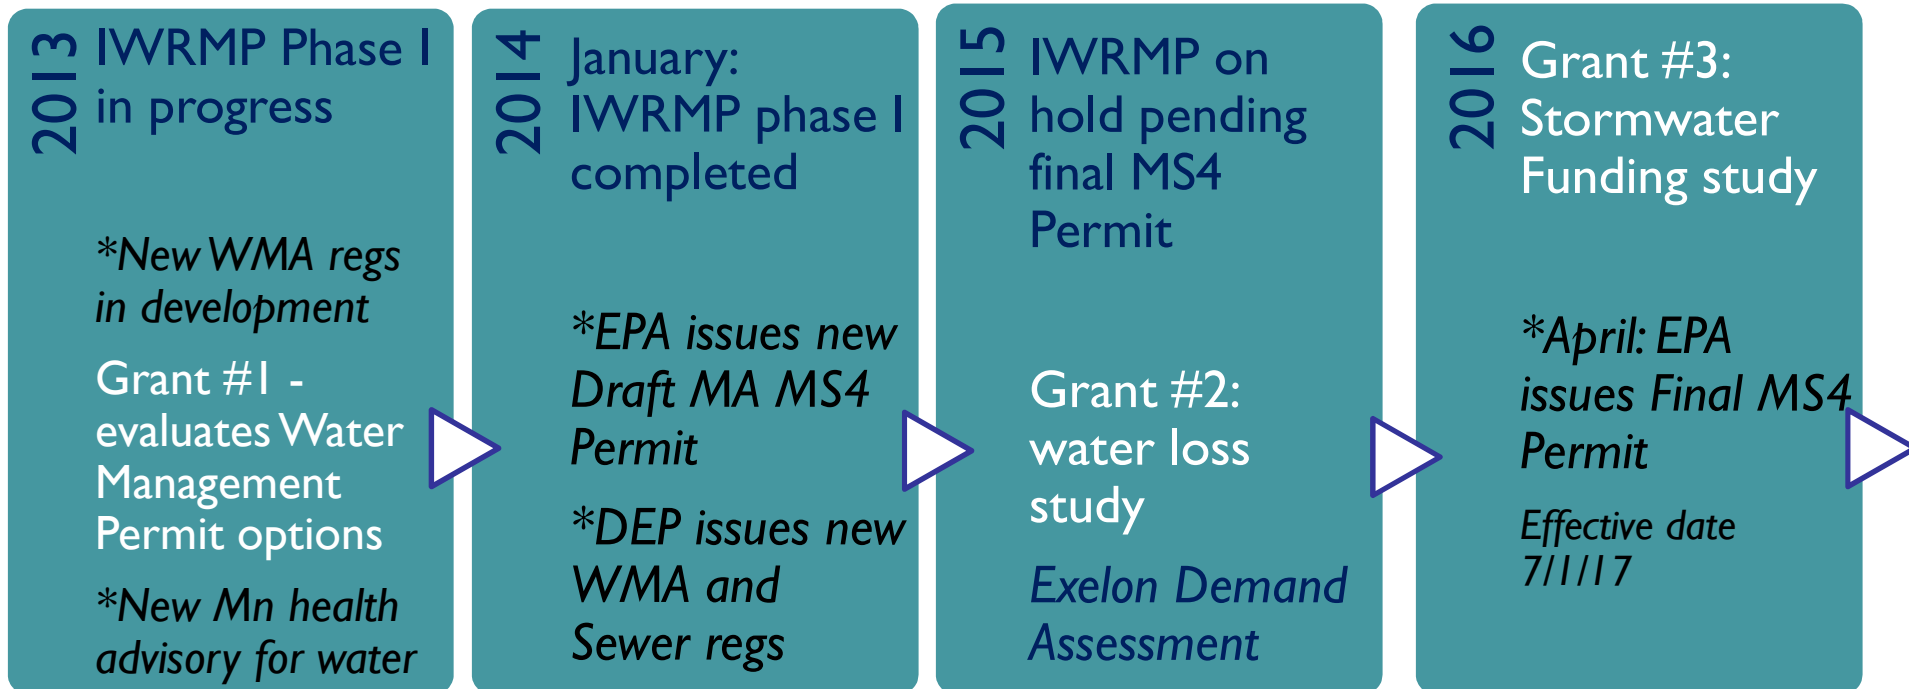 2013
IWRMP Phase I
in progress
*New WMA regs
in development
Grant #1 -
evaluates Water
Management
Permit options
*New Mn health
advisory for water
2014
January:
IWRMP phase I
completed
*EPA issues new
Draft MA MS4
Permit
*DEP issues new
WMA and
Sewer regs
2015
IWRMP on
hold pending
final MS4
Permit
Grant #2:
water loss
study
Exelon Demand
Assessment
2016
Grant #3:
Stormwater
Funding study
*April: EPA
issues Final MS4
Permit
Effective date
7/1/17